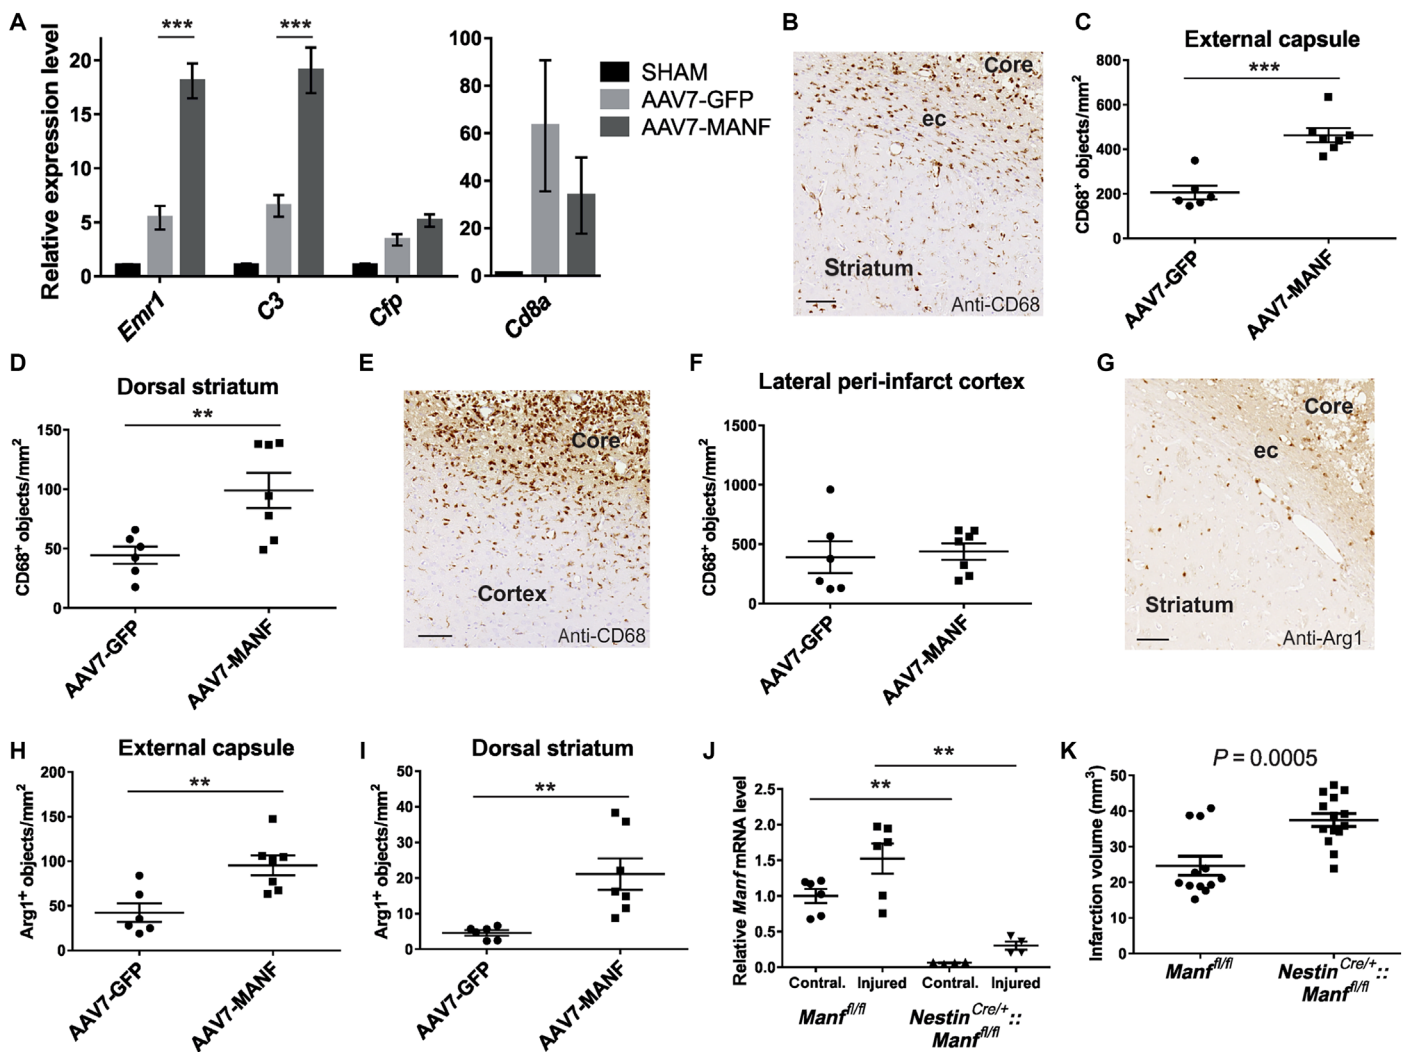 A
Relative expression level
20
15
10
5
0
***
***
Emr1
C3
Cfp
100
80
60
40
20
0
Cd8a
SHAM
AAV7-GFP
AAV7-MANF
B
Core
ec
Striatum
Anti-CD68
C
External capsule
***
CD68+ objects/mm2
800
600
400
200
0
AAV7-GFP
AAV7-MANF
D
Dorsal striatum
**
CD68+ objects/mm2
150
100
50
0
AAV7-GFP
AAV7-MANF
E
Core
Cortex
Anti-CD68
F
Lateral peri-infarct cortex
CD68+ objects/mm2
1500
1000
500
0
AAV7-GFP
AAV7-MANF
G
Core
ec
Striatum
Anti-Arg1
H
External capsule
**
Arg1+ objects/mm2
200
150
100
50
0
AAV7-GFP
AAV7-MANF
I
Dorsal striatum
**
Arg1+ objects/mm2
50
40
30
20
10
0
AAV7-GFP
AAV7-MANF
J
**
**
Relative Manf mRNA level
2.5
2.0
1.5
1.0
0.5
0.0
Contral. Injured Contral. Injured
Manf fl/fl
Nestin Cre/+::
Manf fl/fl
K
P = 0.0005
Infarction volume (mm3)
50
40
30
20
10
0
Manf fl/fl
Nestin Cre/+::
Manf fl/fl